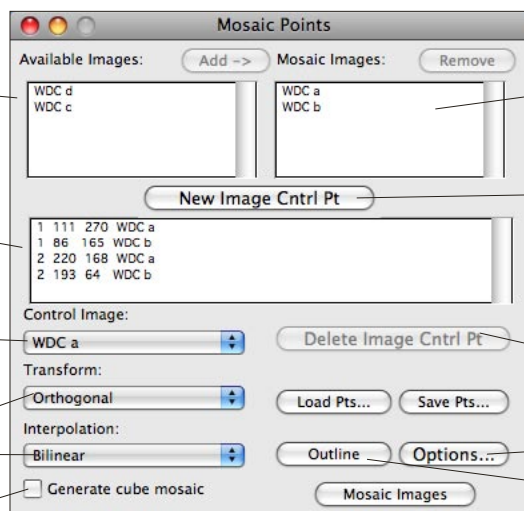 Mosaic Points
Available Images: Add -> Mosaic Images: Remove
WDC d
WDC c
WDC a
WDC b
New Image Cntrl Pt
1 111 270 WDC a
1 86 165 WDC b
2 220 168 WDC a
2 193 64 WDC b
Control Image:
WDC a
Delete Image Cntrl Pt
Transform:
Orthogonal
Load Pts... Save Pts...
Interpolation:
Bilinear
Outline Options...
Generate cube mosaic
Mosaic Images